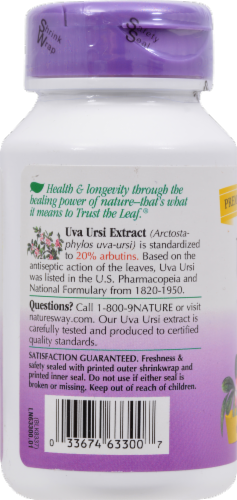 Shrink
Wrap
Safety
Seal
Health & longevity through the
healing power of nature–that's what
it means to Trust the Leaf.®
Uva Ursi Extract (Arctosta-
phylos uva-ursi) is standardized
to 20% arbutins. Based on the
antiseptic action of the leaves, Uva Ursi
was listed in the U.S. Pharmacopeia and
National Formulary from 1820-1950.
Questions? Call 1-800-9NATURE or visit
naturesway.com. Our Uva Ursi extract is
carefully tested and produced to certified
quality standards.
SATISFACTION GUARANTEED. Freshness &
safety sealed with printed outer shrinkwrap and
printed inner seal. Do not use if either seal is
broken or missing. Keep out of reach of children.
0 33674 63300 7